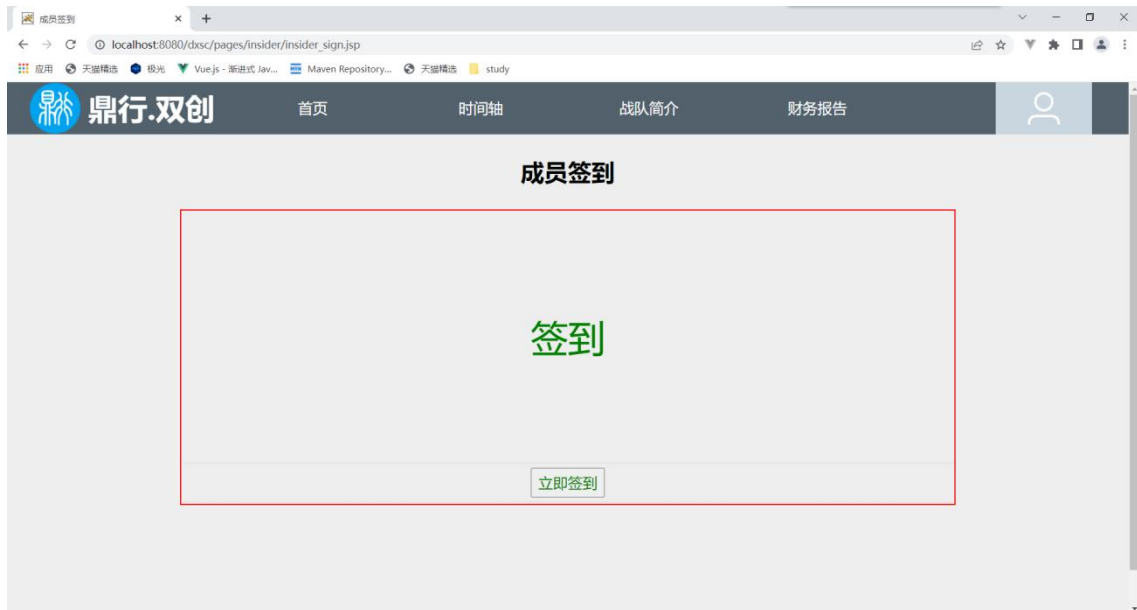 成员签到
localhost:8080/dxsc/pages/insider/insider_sign.jsp
应用 天猫精选 极光 Vue.js - 渐进式 Jav... Maven Repository... 天猫精选 study
鼎行.双创 首页 时间轴 战队简介 财务报告
成员签到
签到
立即签到